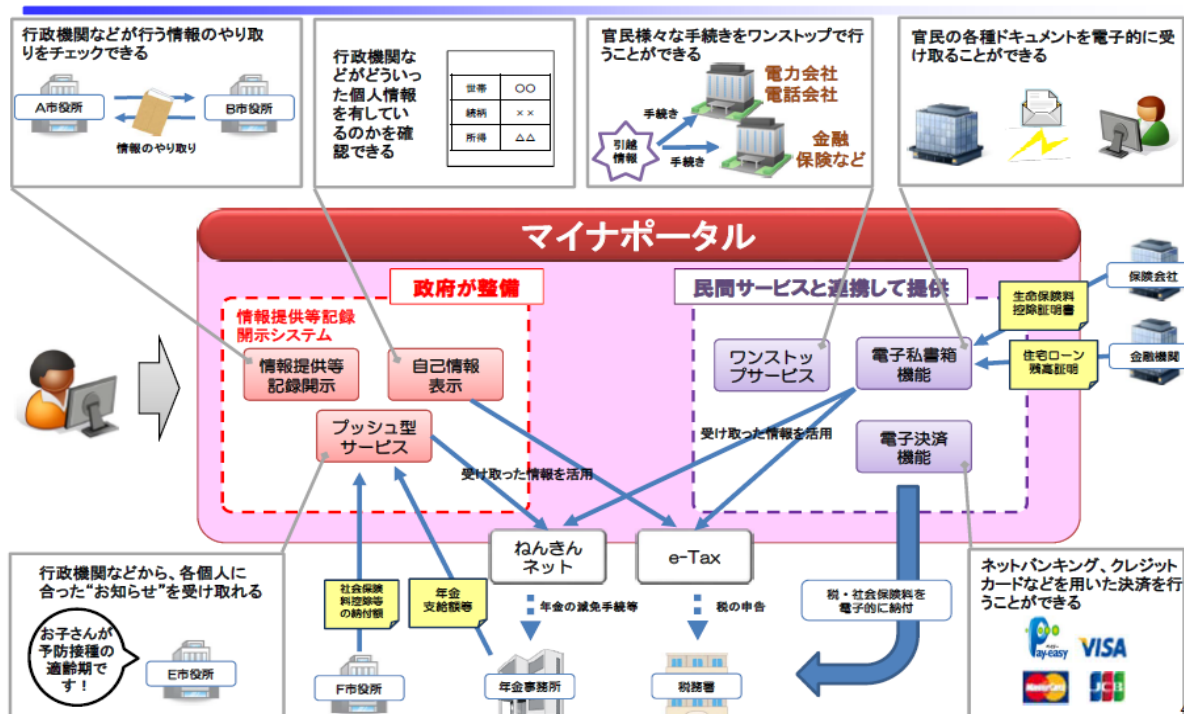 行政機関などが行う情報のやり取
りをチェックできる
A市役所
B市役所
情報のやり取り
行政機関な
どがどういっ
た個人情報
を有してい
るのかを確
認できる
世帯 〇〇
続柄 ××
所得 △△
官民様々な手続きをワンストップで行
うことができる
電力会社
電話会社
手続き
引越
情報
手続き
金融
保険など
官民の各種ドキュメントを電子的に受
け取ることができる
マイナポータル
政府が整備
情報提供等記録
開示システム
情報提供等
記録開示
自己情報
表示
プッシュ型
サービス
受け取った情報を活用
民間サービスと連携して提供
ワンストッ
プサービス
電子私書箱
機能
受け取った情報を活用
電子決済
機能
生命保険料
控除証明書
保険会社
住宅ローン
残高証明
金融機関
ねんきん
ネット
e-Tax
行政機関などから、各個人に
合った“お知らせ”を受け取れる
お子さんが
予防接種の
適齢期で
す！
E市役所
社会保険
料控除等
の納付額
年金
支給額等
F市役所
年金の減免手続等
年金事務所
税の申告
税務署
税・社会保険料を
電子的に納付
ネットバンキング、クレジット
カードなどを用いた決済を行
うことができる
Pay-easy
VISA
MasterCard
JCB